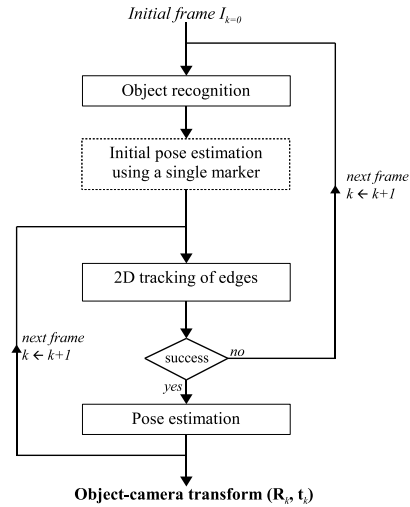 Initial frame I_{k=0}
Object recognition
Initial pose estimation
using a single marker
next frame
k ← k+1
2D tracking of edges
success
no
next frame
k ← k+1
yes
Pose estimation
Object-camera transform (R_k, t_k)